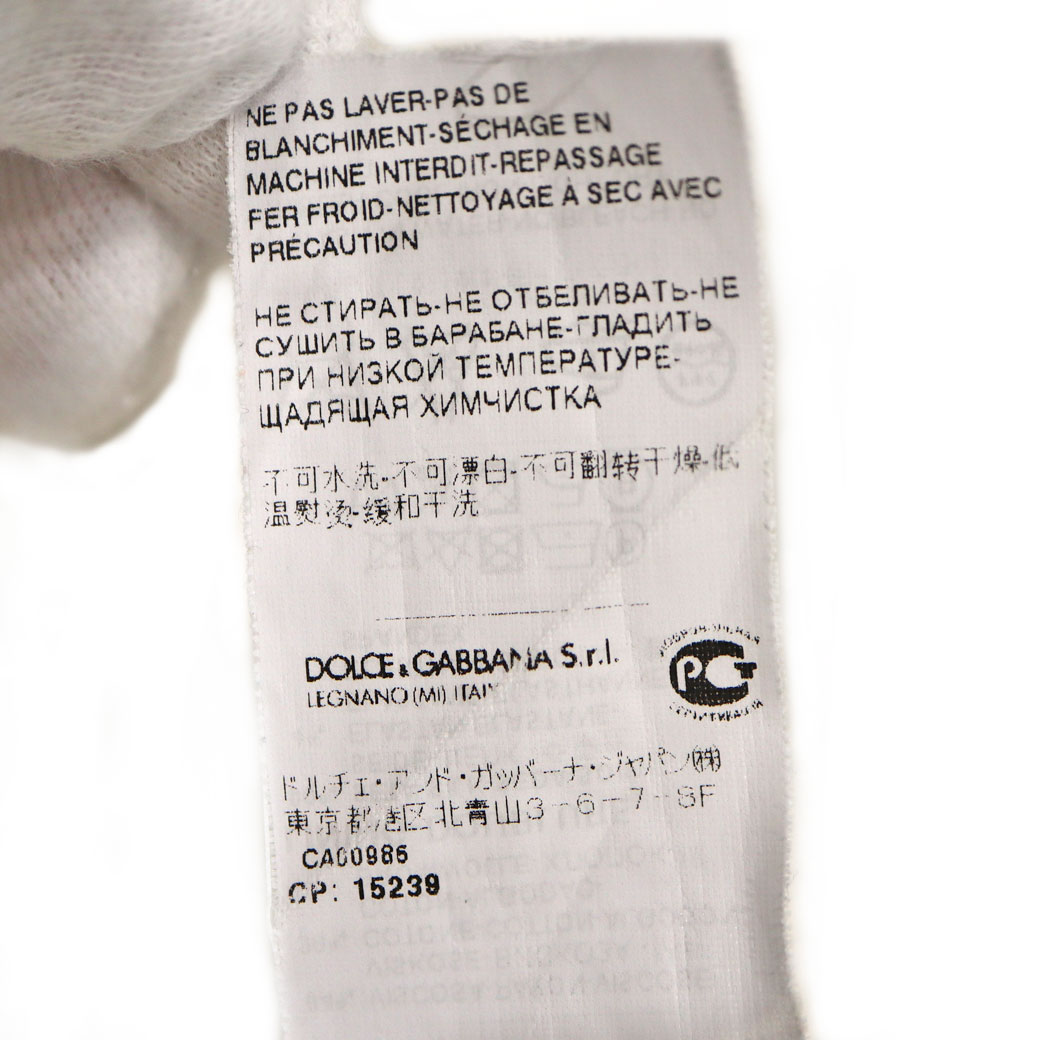 NE PAS LAVER-PAS DE
BLANCHIMENT-SÉCHAGE EN
MACHINE INTERDIT-REPASSAGE
FER FROID-NETTOYAGE À SEC AVEC
PRÉCAUTION
НЕ СТИРАТЬ-НЕ ОТБЕЛИВАТЬ-НЕ
СУШИТЬ В БАРАБАНЕ-ГЛАДИТЬ
ПРИ НИЗКОЙ ТЕМПЕРАТУРЕ-
ЩАДЯЩАЯ ХИМЧИСТКА
不可水洗-不可漂白-不可翻转干燥-低
温熨烫-缓和干洗
DOLCE & GABBANA S.r.l.
LEGNANO (MI) ITALY
ДОБРОВОЛЬНАЯ
РСТ
СЕРТИФИКАЦИЯ
ドルチェ・アンド・ガッバーナ・ジャパン㈱
東京都港区北青山3-6-7-8F
CA00986
CP: 15239